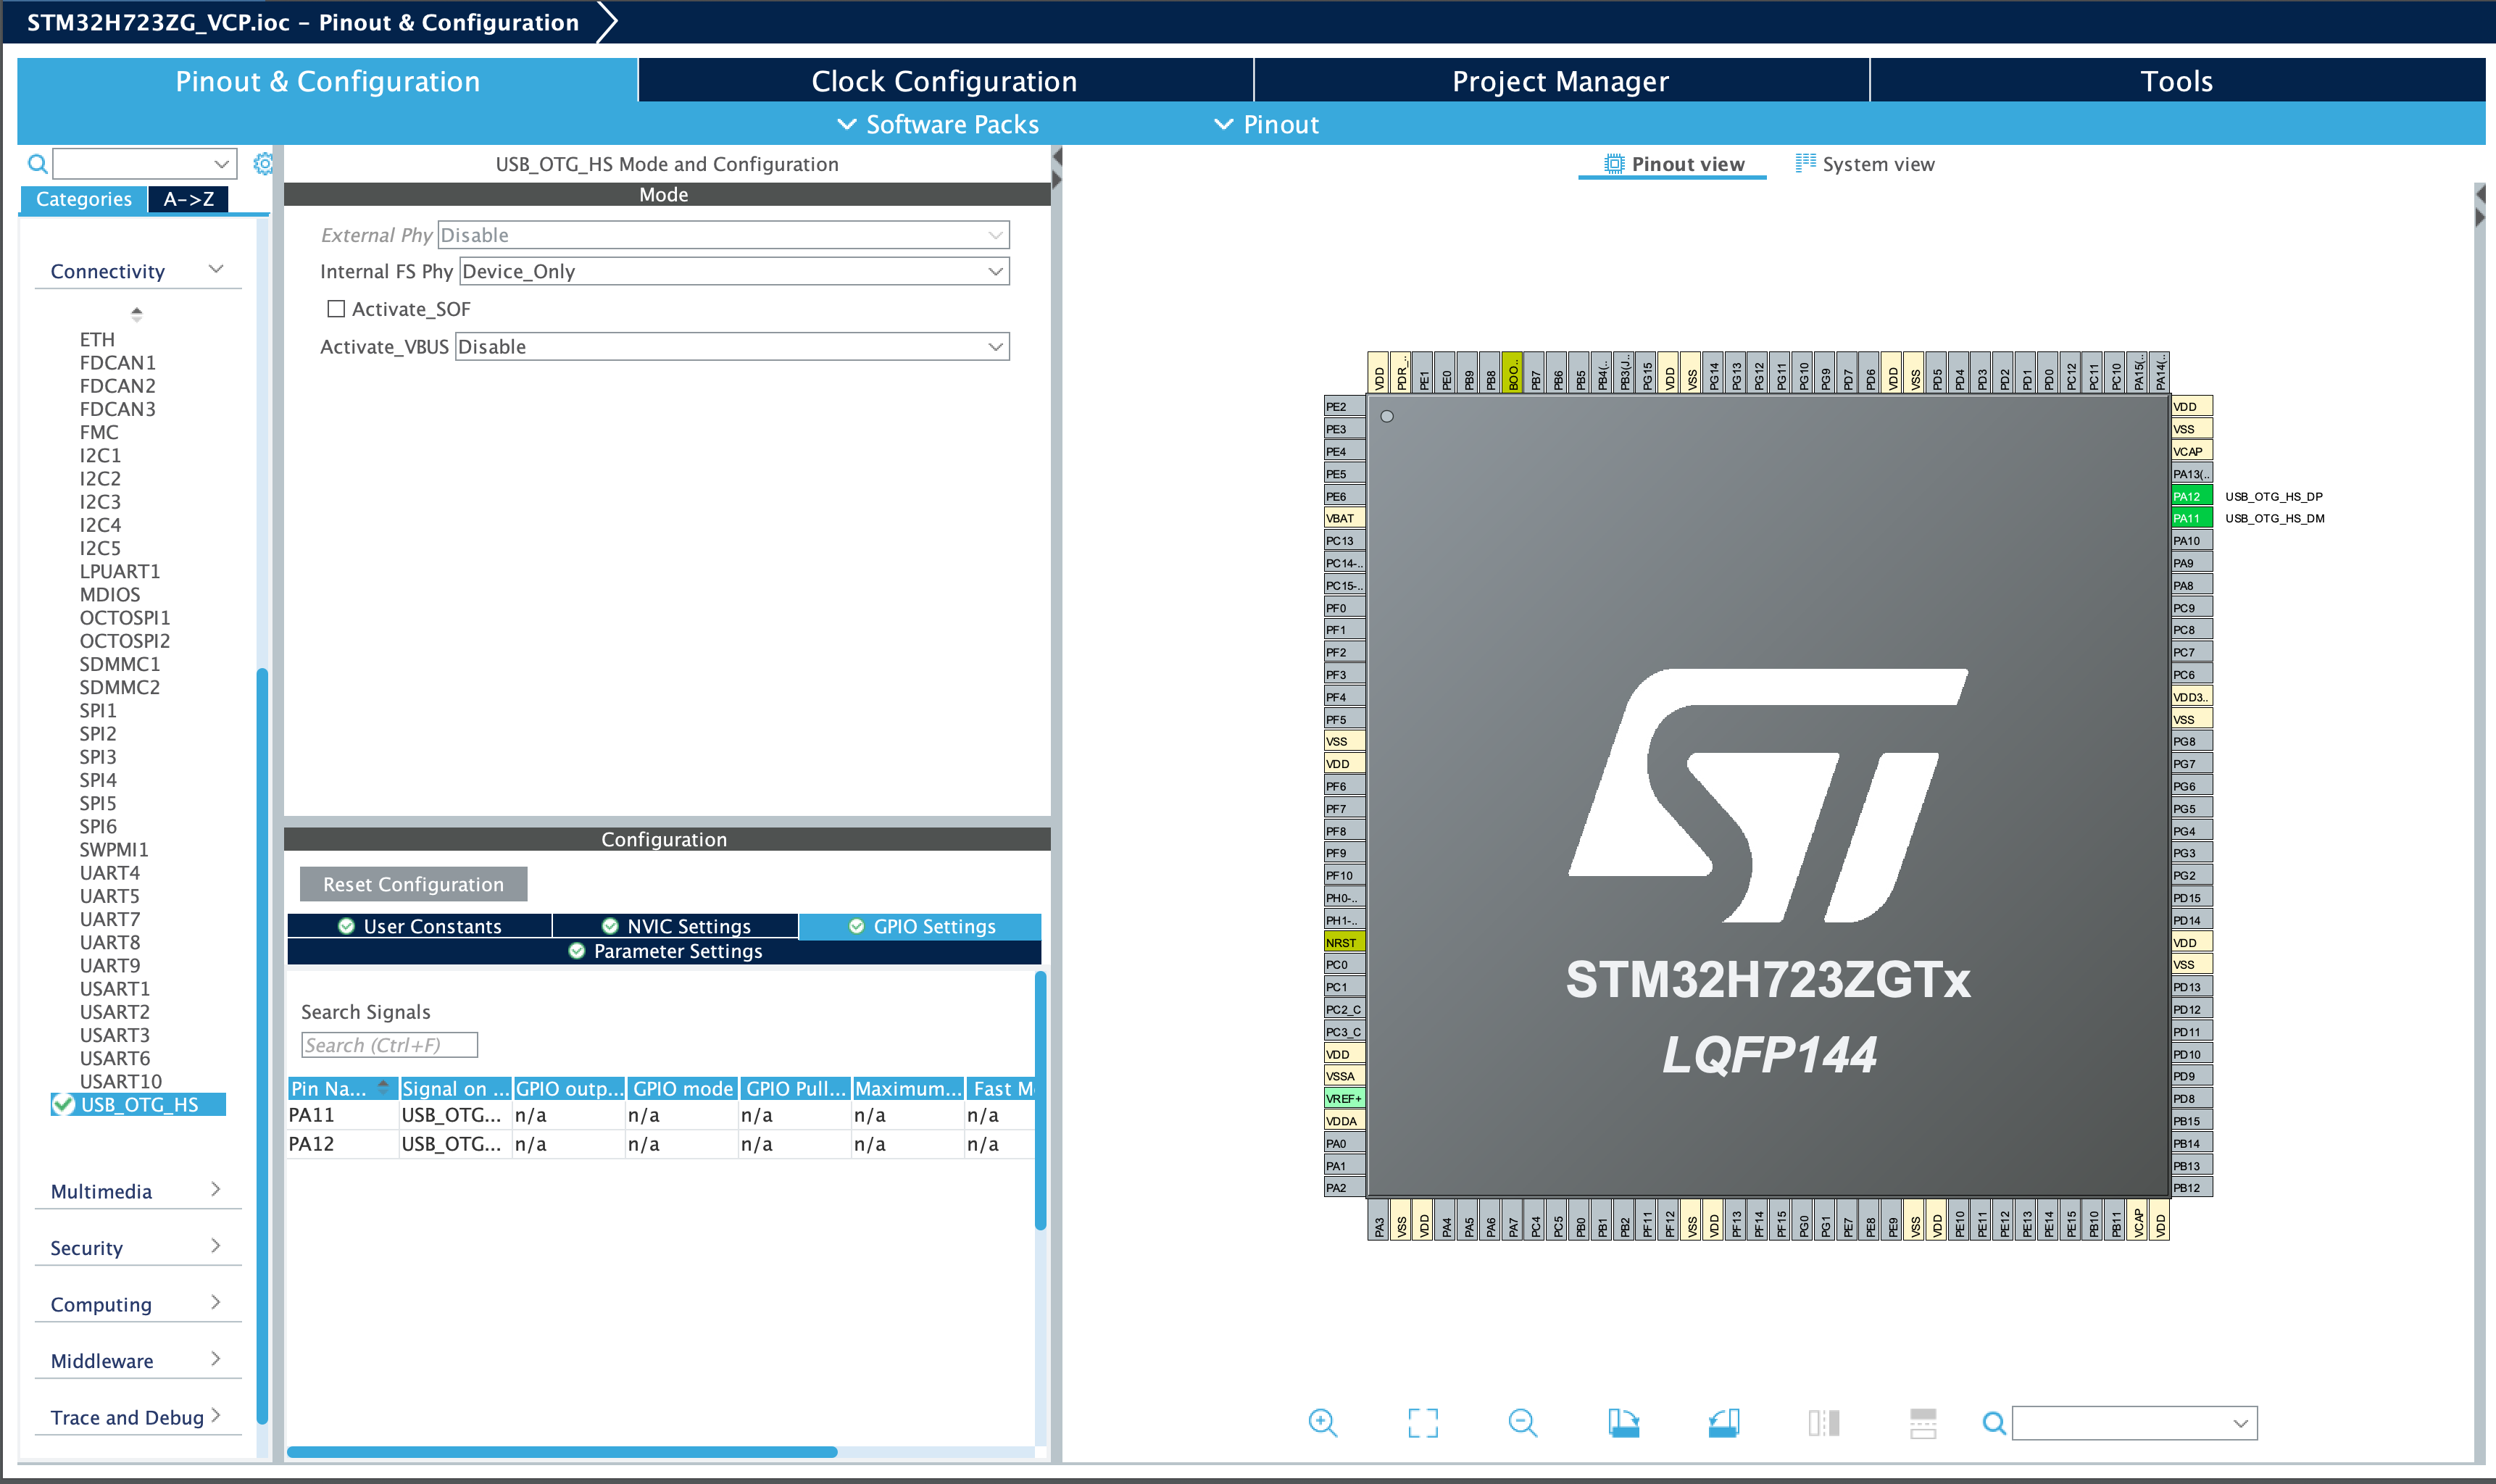 STM32H723ZG_VCP.ioc – Pinout & Configuration
Pinout & Configuration
Clock Configuration
Project Manager
Tools
Software Packs
Pinout
Categories
A->Z
Connectivity
ETH
FDCAN1
FDCAN2
FDCAN3
FMC
I2C1
I2C2
I2C3
I2C4
I2C5
LPUART1
MDIOS
OCTOSPI1
OCTOSPI2
SDMMC1
SDMMC2
SPI1
SPI2
SPI3
SPI4
SPI5
SPI6
SWPMI1
UART4
UART5
UART7
UART8
UART9
USART1
USART2
USART3
USART6
USART10
USB_OTG_HS
Multimedia
Security
Computing
Middleware
Trace and Debug
USB_OTG_HS Mode and Configuration
Mode
External Phy Disable
Internal FS Phy Device_Only
Activate_SOF
Activate_VBUS Disable
Configuration
Reset Configuration
User Constants
NVIC Settings
GPIO Settings
Parameter Settings
Search Signals
Search (Ctrl+F)
Pin Na... Signal on ... GPIO outp... GPIO mode GPIO Pull... Maximum... Fast M
PA11 USB_OTG... n/a n/a n/a n/a n/a
PA12 USB_OTG... n/a n/a n/a n/a n/a
Pinout view
System view
VDD
PDR_..
PE1
PE0
PB9
PB8
BOO..
PB7
PB6
PB5
PB4(..
PB3(J..
PG15
VDD
VSS
PG14
PG13
PG12
PG11
PG10
PG9
PD7
PD6
VDD
VSS
PD5
PD4
PD3
PD2
PD1
PD0
PC12
PC11
PC10
PA15(..
PA14(..
PE2
PE3
PE4
PE5
PE6
VBAT
PC13
PC14-..
PC15-..
PF0
PF1
PF2
PF3
PF4
PF5
VSS
VDD
PF6
PF7
PF8
PF9
PF10
PH0-..
PH1-..
NRST
PC0
PC1
PC2_C
PC3_C
VDD
VSSA
VREF+
VDDA
PA0
PA1
PA2
ST
STM32H723ZGTx
LQFP144
VDD
VSS
VCAP
PA13(..
PA12 USB_OTG_HS_DP
PA11 USB_OTG_HS_DM
PA10
PA9
PA8
PC9
PC8
PC7
PC6
VDD3..
VSS
PG8
PG7
PG6
PG5
PG4
PG3
PG2
PD15
PD14
VDD
VSS
PD13
PD12
PD11
PD10
PD9
PD8
PB15
PB14
PB13
PB12
PA3
VSS
VDD
PA4
PA5
PA6
PA7
PC4
PC5
PB0
PB1
PB2
PF11
PF12
VSS
VDD
PF13
PF14
PF15
PG0
PG1
PE7
PE8
PE9
VSS
VDD
PE10
PE11
PE12
PE13
PE14
PE15
PB10
PB11
VCAP
VDD